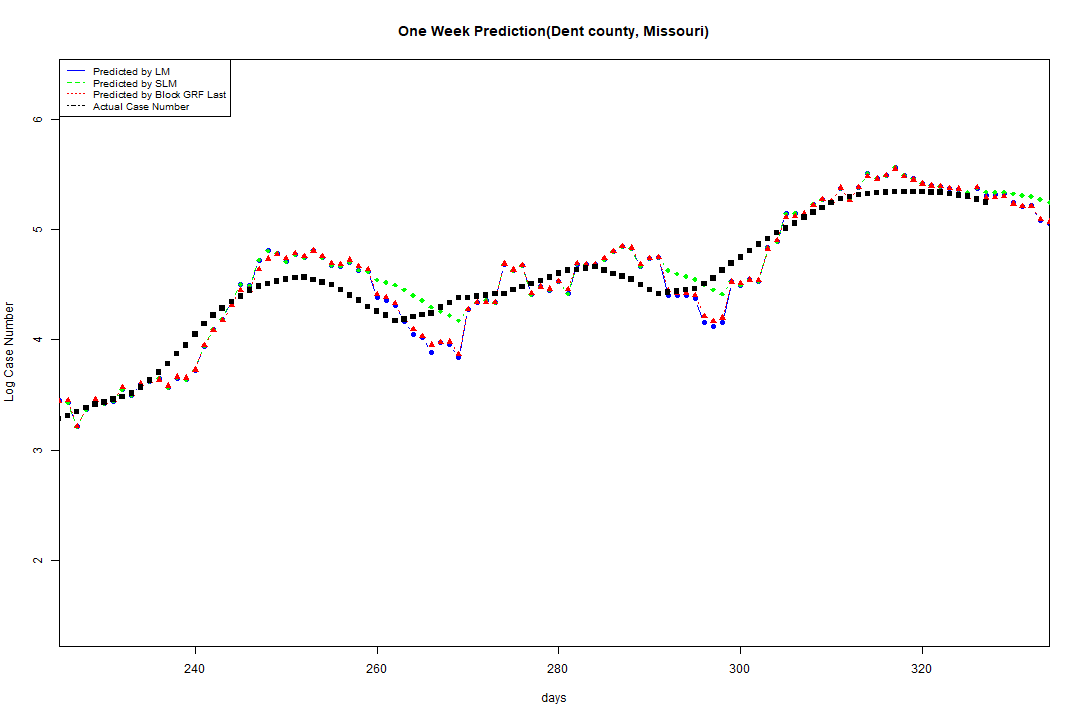 One Week Prediction(Dent county, Missouri)
Predicted by LM
Predicted by SLM
Predicted by Block GRF Last
Actual Case Number
6
5
4
3
2
Log Case Number
240 260 280 300 320
days